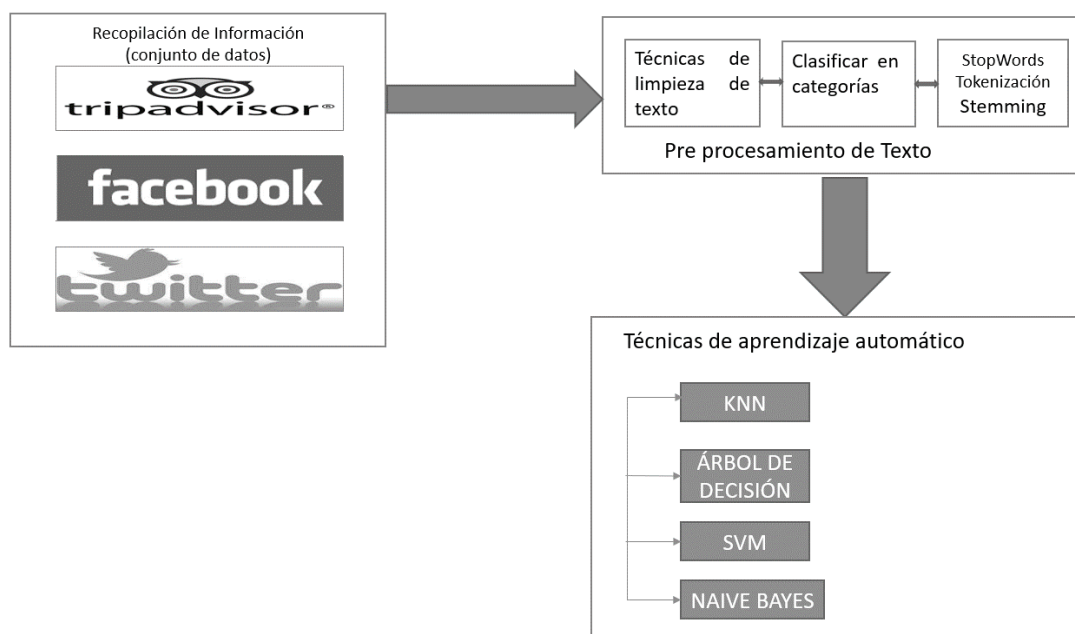 Recopilación de Información
(conjunto de datos)
tripadvisor®
facebook
twitter
Técnicas de
limpieza de
texto
Clasificar en
categorías
StopWords
Tokenización
Stemming
Pre procesamiento de Texto
Técnicas de aprendizaje automático
KNN
ÁRBOL DE
DECISIÓN
SVM
NAIVE BAYES